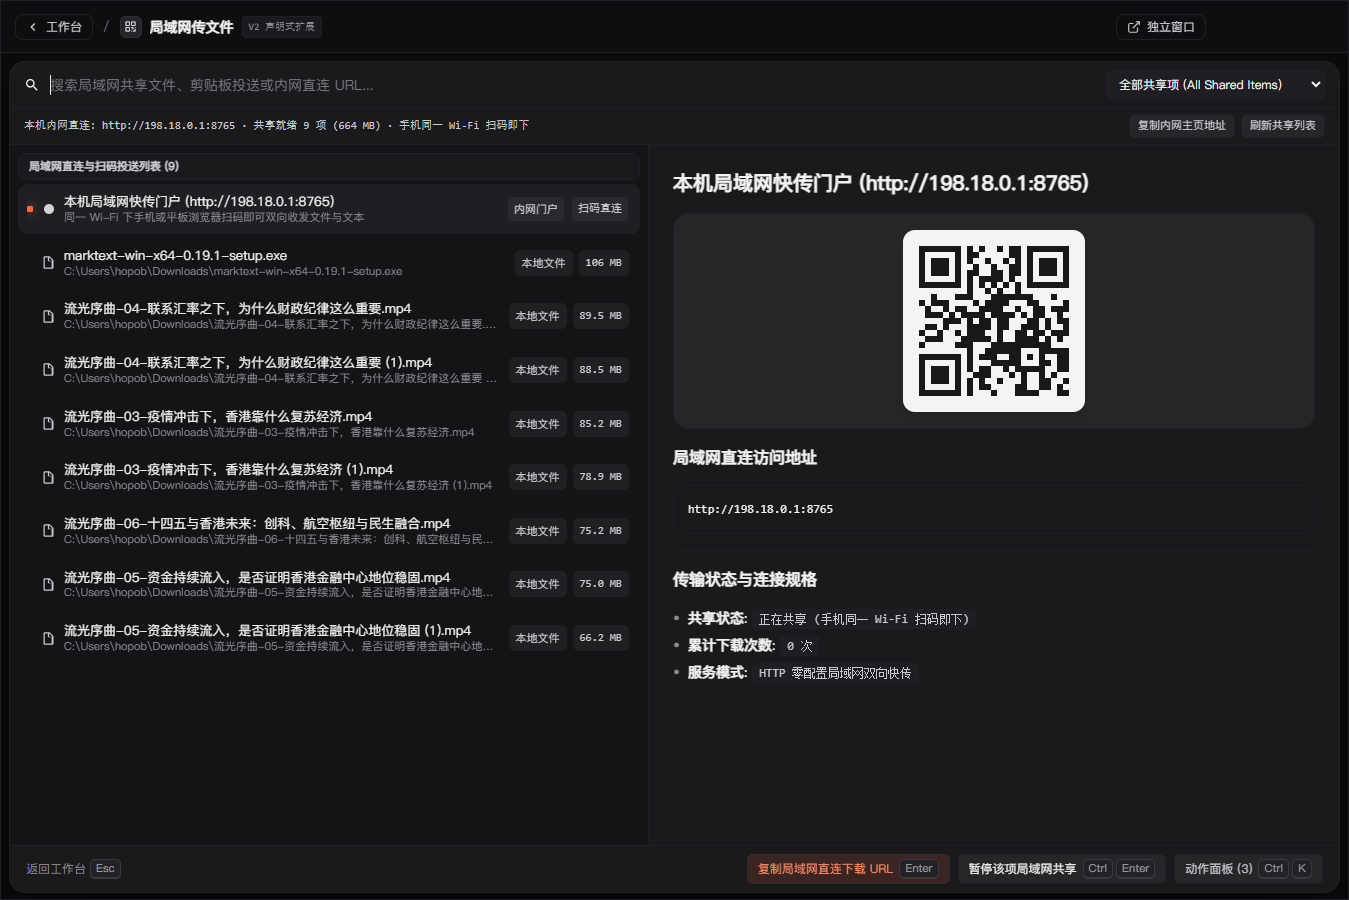 工作台 / 局域网传文件 V2 声明式扩展 独立窗口
搜索局域网共享文件、剪贴板投送或内网直连 URL... 全部共享项 (All Shared Items)
本机内网直连: http://198.18.0.1:8765 · 共享就绪 9 项 (664 MB) · 手机同一 Wi-Fi 扫码即下 复制内网主页地址 刷新共享列表
局域网直连与扫码投送列表 (9)
本机局域网快传门户 (http://198.18.0.1:8765)
同一 Wi-Fi 下手机或平板浏览器扫码即可双向收发文件与文本
内网门户 扫码直连
marktext-win-x64-0.19.1-setup.exe
C:\Users\hopob\Downloads\marktext-win-x64-0.19.1-setup.exe
本地文件 106 MB
流光序曲-04-联系汇率之下，为什么财政纪律这么重要.mp4
C:\Users\hopob\Downloads\流光序曲-04-联系汇率之下，为什么财政纪律这么重要....
本地文件 89.5 MB
流光序曲-04-联系汇率之下，为什么财政纪律这么重要 (1).mp4
C:\Users\hopob\Downloads\流光序曲-04-联系汇率之下，为什么财政纪律这么重要 ...
本地文件 88.5 MB
流光序曲-03-疫情冲击下，香港靠什么复苏经济.mp4
C:\Users\hopob\Downloads\流光序曲-03-疫情冲击下，香港靠什么复苏经济.mp4
本地文件 85.2 MB
流光序曲-03-疫情冲击下，香港靠什么复苏经济 (1).mp4
C:\Users\hopob\Downloads\流光序曲-03-疫情冲击下，香港靠什么复苏经济 (1).mp4
本地文件 78.9 MB
流光序曲-06-十四五与香港未来：创科、航空枢纽与民生融合.mp4
C:\Users\hopob\Downloads\流光序曲-06-十四五与香港未来：创科、航空枢纽与民...
本地文件 75.2 MB
流光序曲-05-资金持续流入，是否证明香港金融中心地位稳固.mp4
C:\Users\hopob\Downloads\流光序曲-05-资金持续流入，是否证明香港金融中心地...
本地文件 75.0 MB
流光序曲-05-资金持续流入，是否证明香港金融中心地位稳固 (1).mp4
C:\Users\hopob\Downloads\流光序曲-05-资金持续流入，是否证明香港金融中心地...
本地文件 66.2 MB
本机局域网快传门户 (http://198.18.0.1:8765)
局域网直连访问地址
http://198.18.0.1:8765
传输状态与连接规格
• 共享状态: 正在共享 (手机同一 Wi-Fi 扫码即下)
• 累计下载次数: 0 次
• 服务模式: HTTP 零配置局域网双向快传
返回工作台 Esc 复制局域网直连下载 URL Enter 暂停该项局域网共享 Ctrl Enter 动作面板 (3) Ctrl K